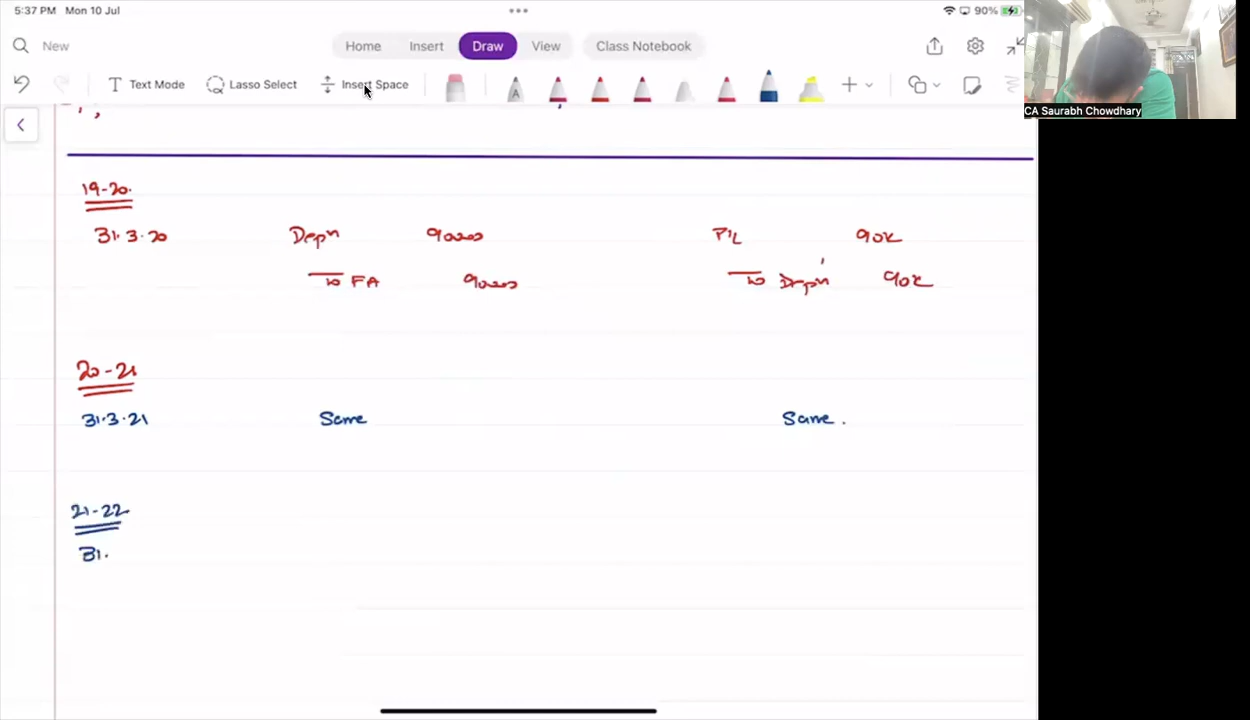 5:37 PM Mon 10 Jul
90%
New
Home Insert Draw View Class Notebook
Text Mode Lasso Select Insert Space
A
CA Saurabh Chowdhary
19-20.
31.3.20 Depn 90000 P/L 90k
To FA 90000 To Depn 90k
20-21
31.3.21 Same Same.
21-22
31.